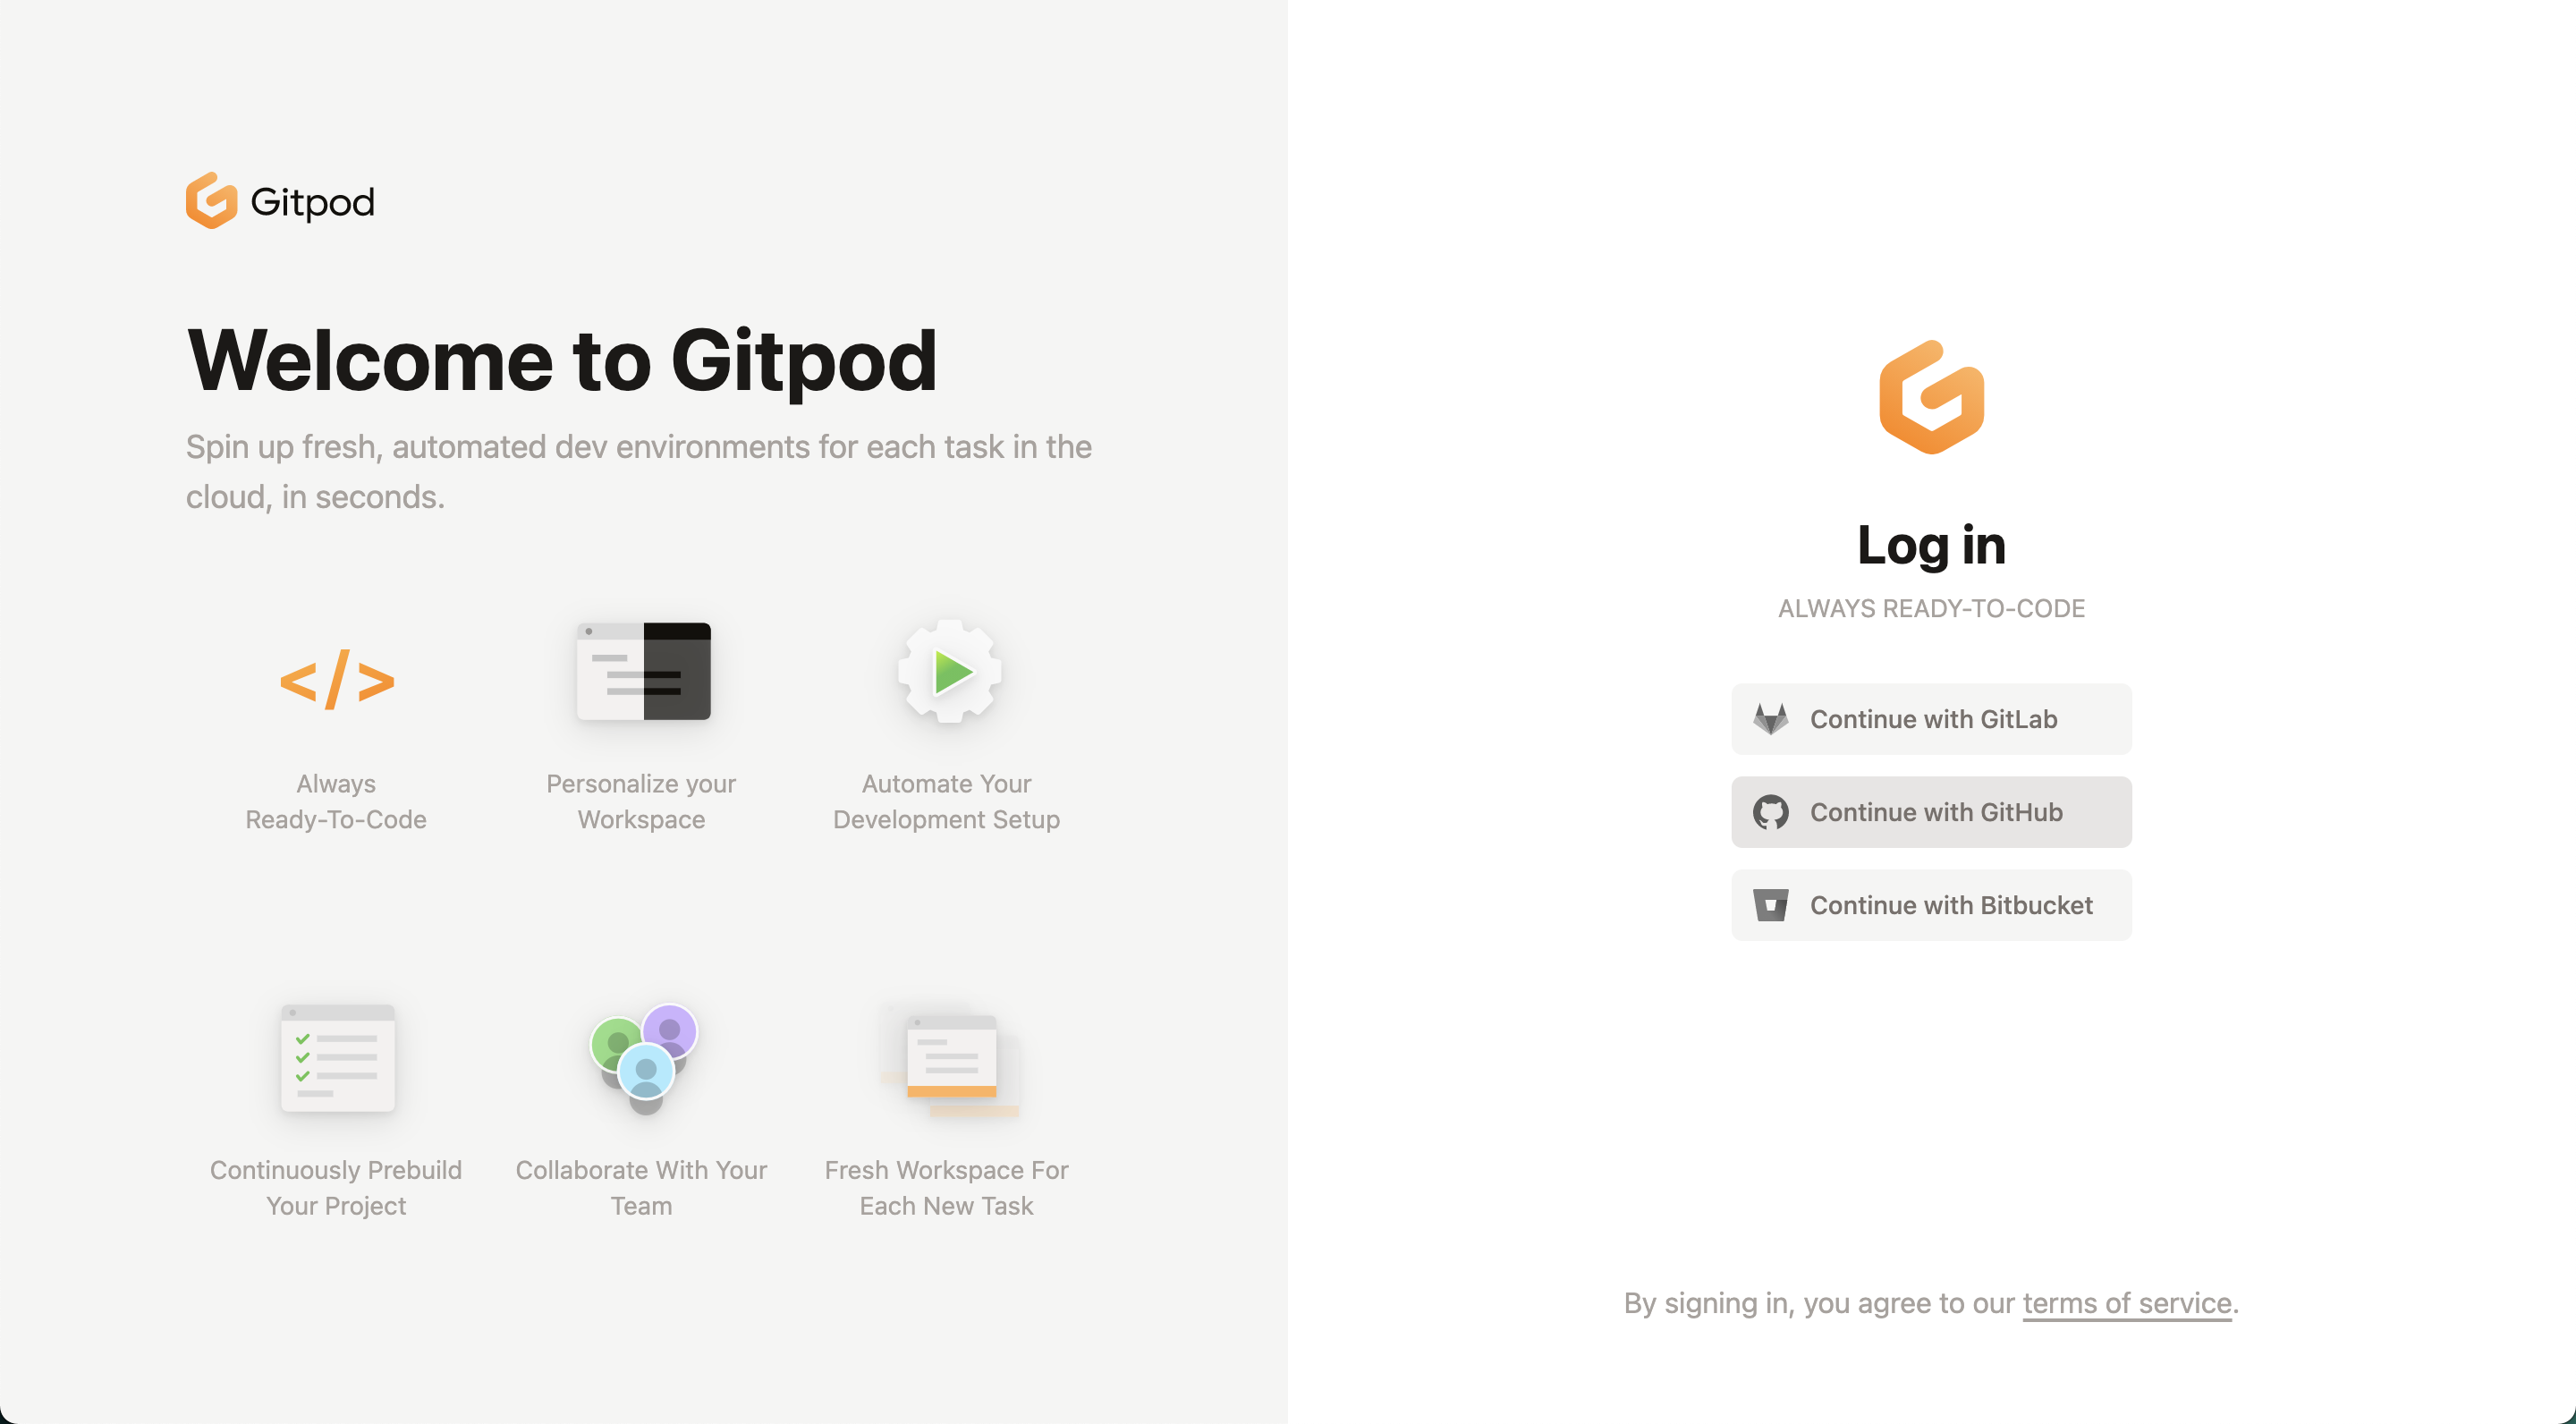 Gitpod
Welcome to Gitpod
Spin up fresh, automated dev environments for each task in the
cloud, in seconds.
</>
Always
Ready-To-Code
Personalize your
Workspace
Automate Your
Development Setup
Continuously Prebuild
Your Project
Collaborate With Your
Team
Fresh Workspace For
Each New Task
Log in
ALWAYS READY-TO-CODE
Continue with GitLab
Continue with GitHub
Continue with Bitbucket
By signing in, you agree to our terms of service.